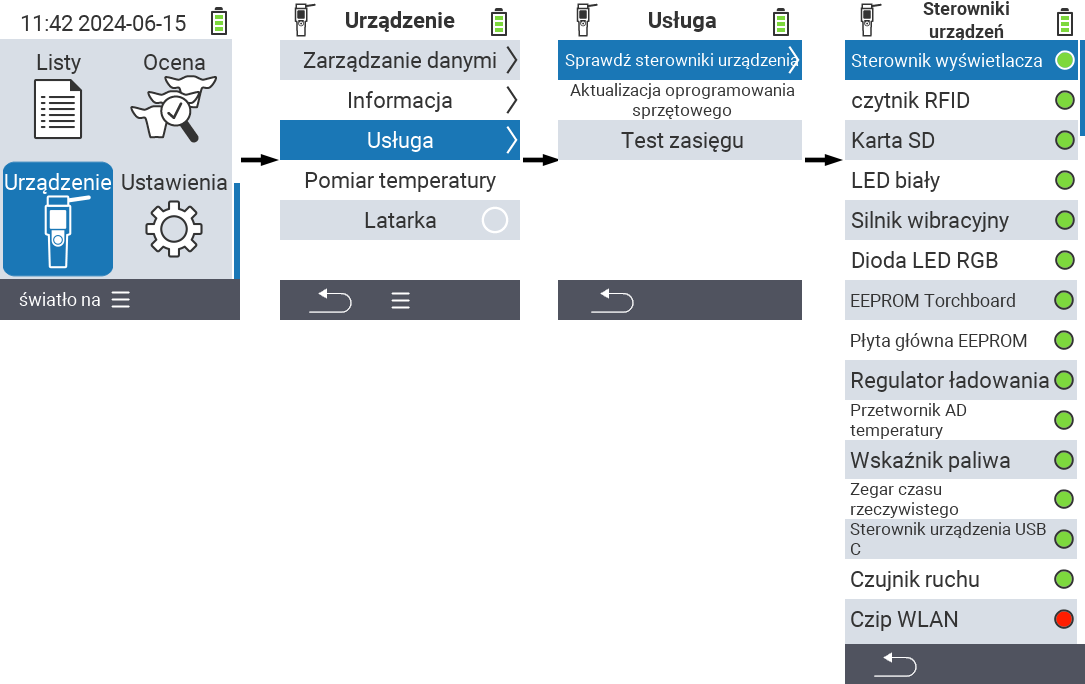 11:42 2024-06-15
Listy
Ocena
Urządzenie
Ustawienia
światło na
Urządzenie
Zarządzanie danymi
Informacja
Usługa
Pomiar temperatury
Latarka
Usługa
Sprawdź sterowniki urządzenia
Aktualizacja oprogramowania
sprzętowego
Test zasięgu
Sterowniki
urządzeń
Sterownik wyświetlacza
czytnik RFID
Karta SD
LED biały
Silnik wibracyjny
Dioda LED RGB
EEPROM Torchboard
Płyta główna EEPROM
Regulator ładowania
Przetwornik AD
temperatury
Wskaźnik paliwa
Zegar czasu
rzeczywistego
Sterownik urządzenia USB
C
Czujnik ruchu
Czip WLAN